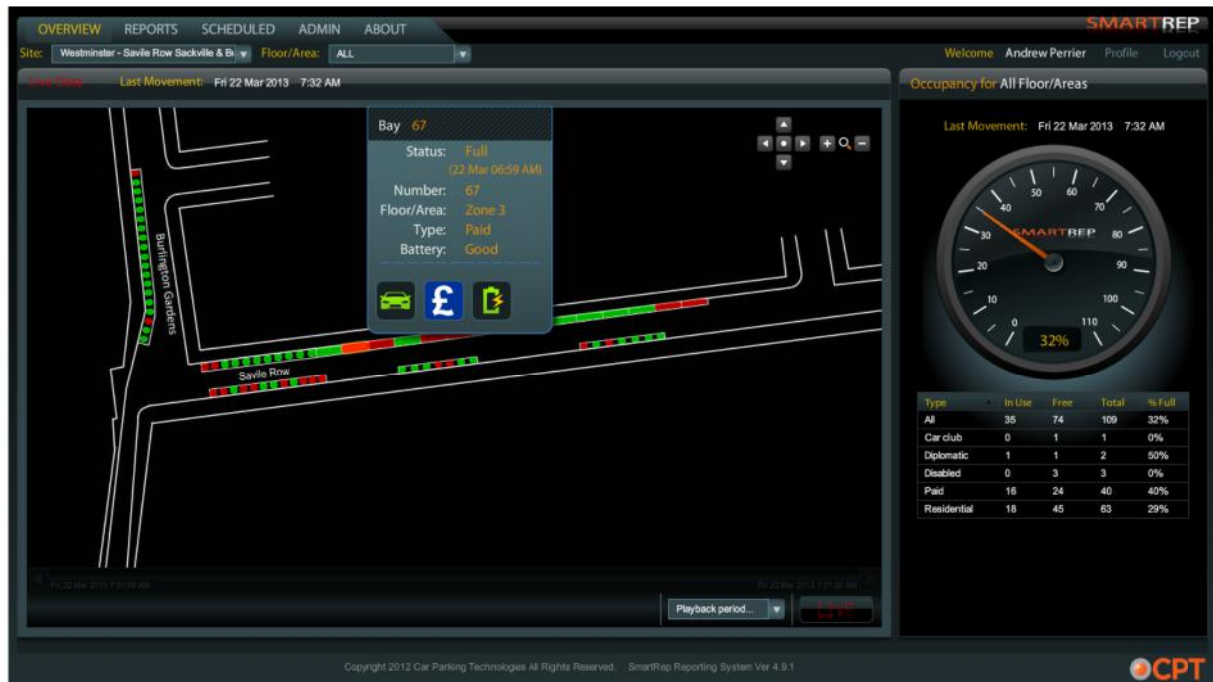 OVERVIEW REPORTS SCHEDULED ADMIN ABOUT
SMARTREP
Site: Westminster - Savile Row Sackville & Floor/Area: ALL
Welcome Andrew Perrier Profile Logout
Last Movement: Fri 22 Mar 2013 7:32 AM
Occupancy for All Floor/Areas
Bay 67
Status: Full
(22 Mar 06:59 AM)
Number: 67
Floor/Area: Zone 3
Type: Paid
Battery: Good
£
Burlington Gardens
Savile Row
Last Movement: Fri 22 Mar 2013 7:32 AM
0 10 20 30 40 50 60 70 80 90 100 110
SMARTREP
32%
Type In Use Free Total % Full
All 35 74 109 32%
Car club 0 1 1 0%
Diplomatic 1 1 2 50%
Disabled 0 3 3 0%
Paid 16 24 40 40%
Residential 18 45 63 29%
Playback period... LIVE
Copyright 2012 Car Parking Technologies All Rights Reserved. SmartRep Reporting System Ver 4.9.1
CPT